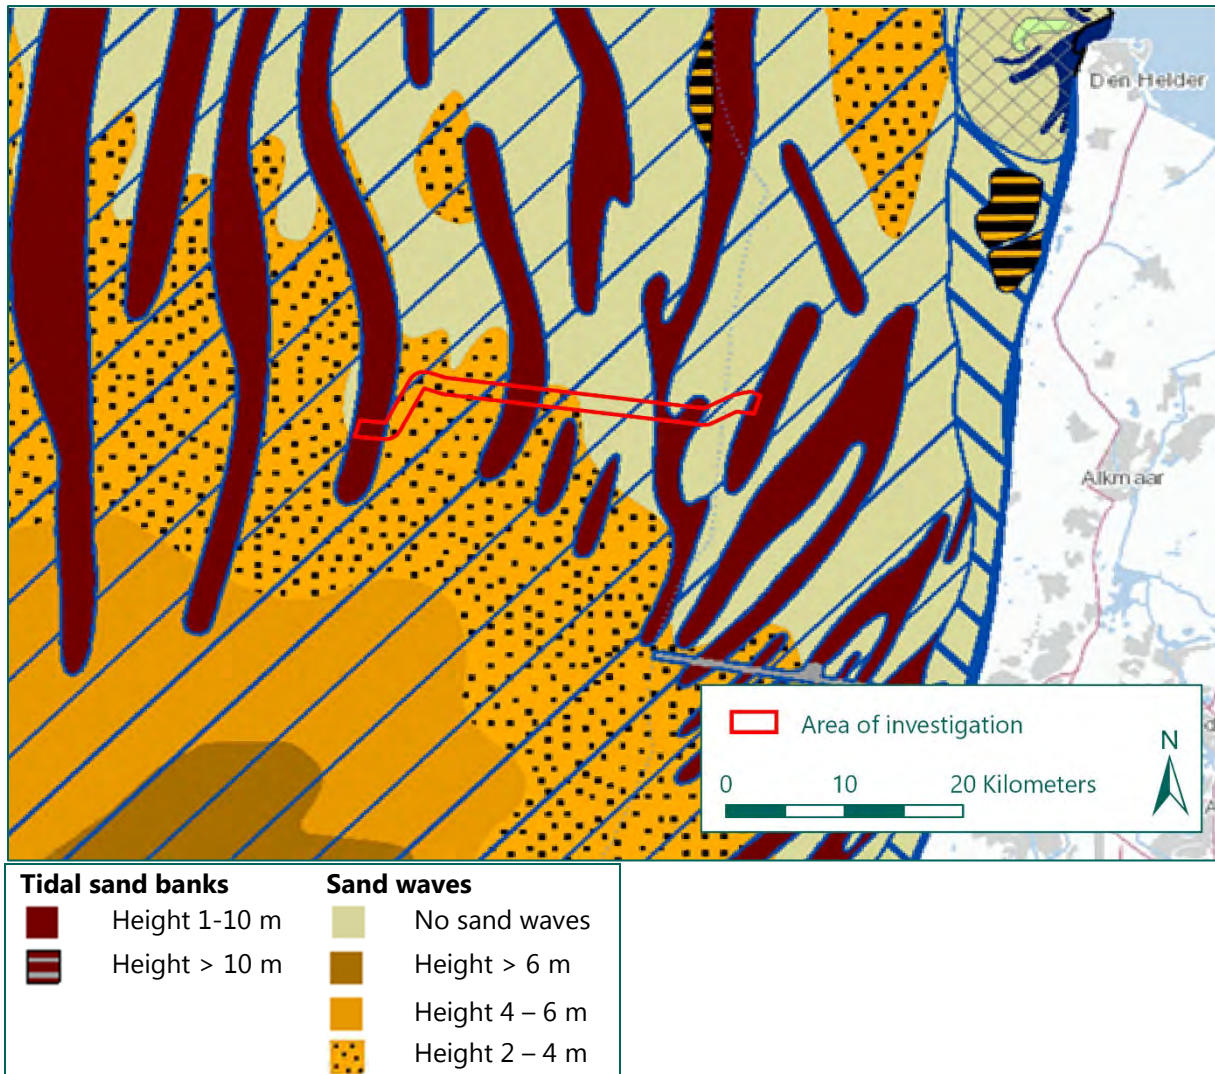 Den Helder
Alkmaar
Area of investigation
N
0 10 20 Kilometers
Tidal sand banks Sand waves
Height 1-10 m No sand waves
Height > 10 m Height > 6 m
Height 4 – 6 m
Height 2 – 4 m